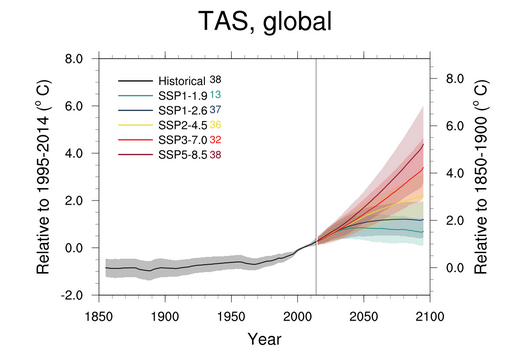 TAS, global
Relative to 1995-2014 (° C)
8.0
6.0
4.0
2.0
0.0
-2.0
Historical 38
SSP1-1.9 13
SSP1-2.6 37
SSP2-4.5 36
SSP3-7.0 32
SSP5-8.5 38
8.0
6.0
4.0
2.0
0.0
Relative to 1850-1900 (° C)
1850 1900 1950 2000 2050 2100
Year